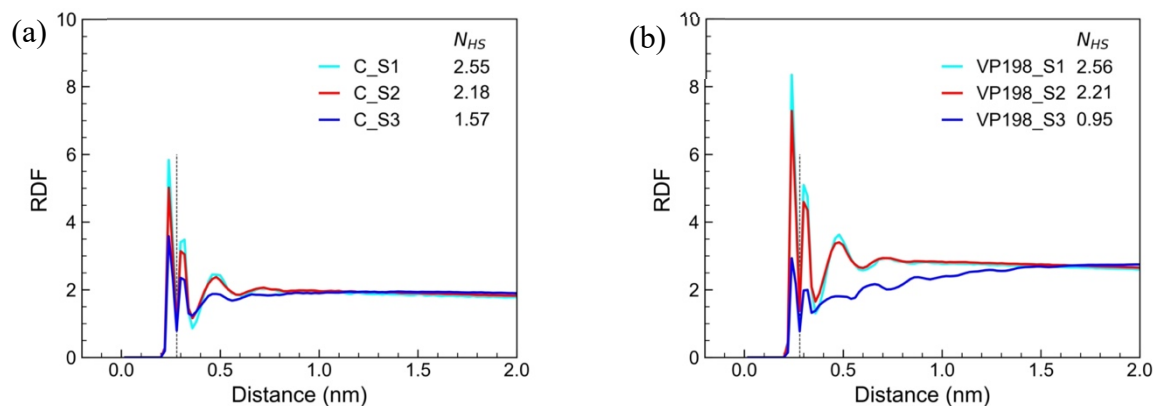 (a)
10
8
6
4
2
0
RDF
N_HS
C_S1 2.55
C_S2 2.18
C_S3 1.57
0.0 0.5 1.0 1.5 2.0
Distance (nm)
(b)
10
8
6
4
2
0
RDF
N_HS
VP198_S1 2.56
VP198_S2 2.21
VP198_S3 0.95
0.0 0.5 1.0 1.5 2.0
Distance (nm)